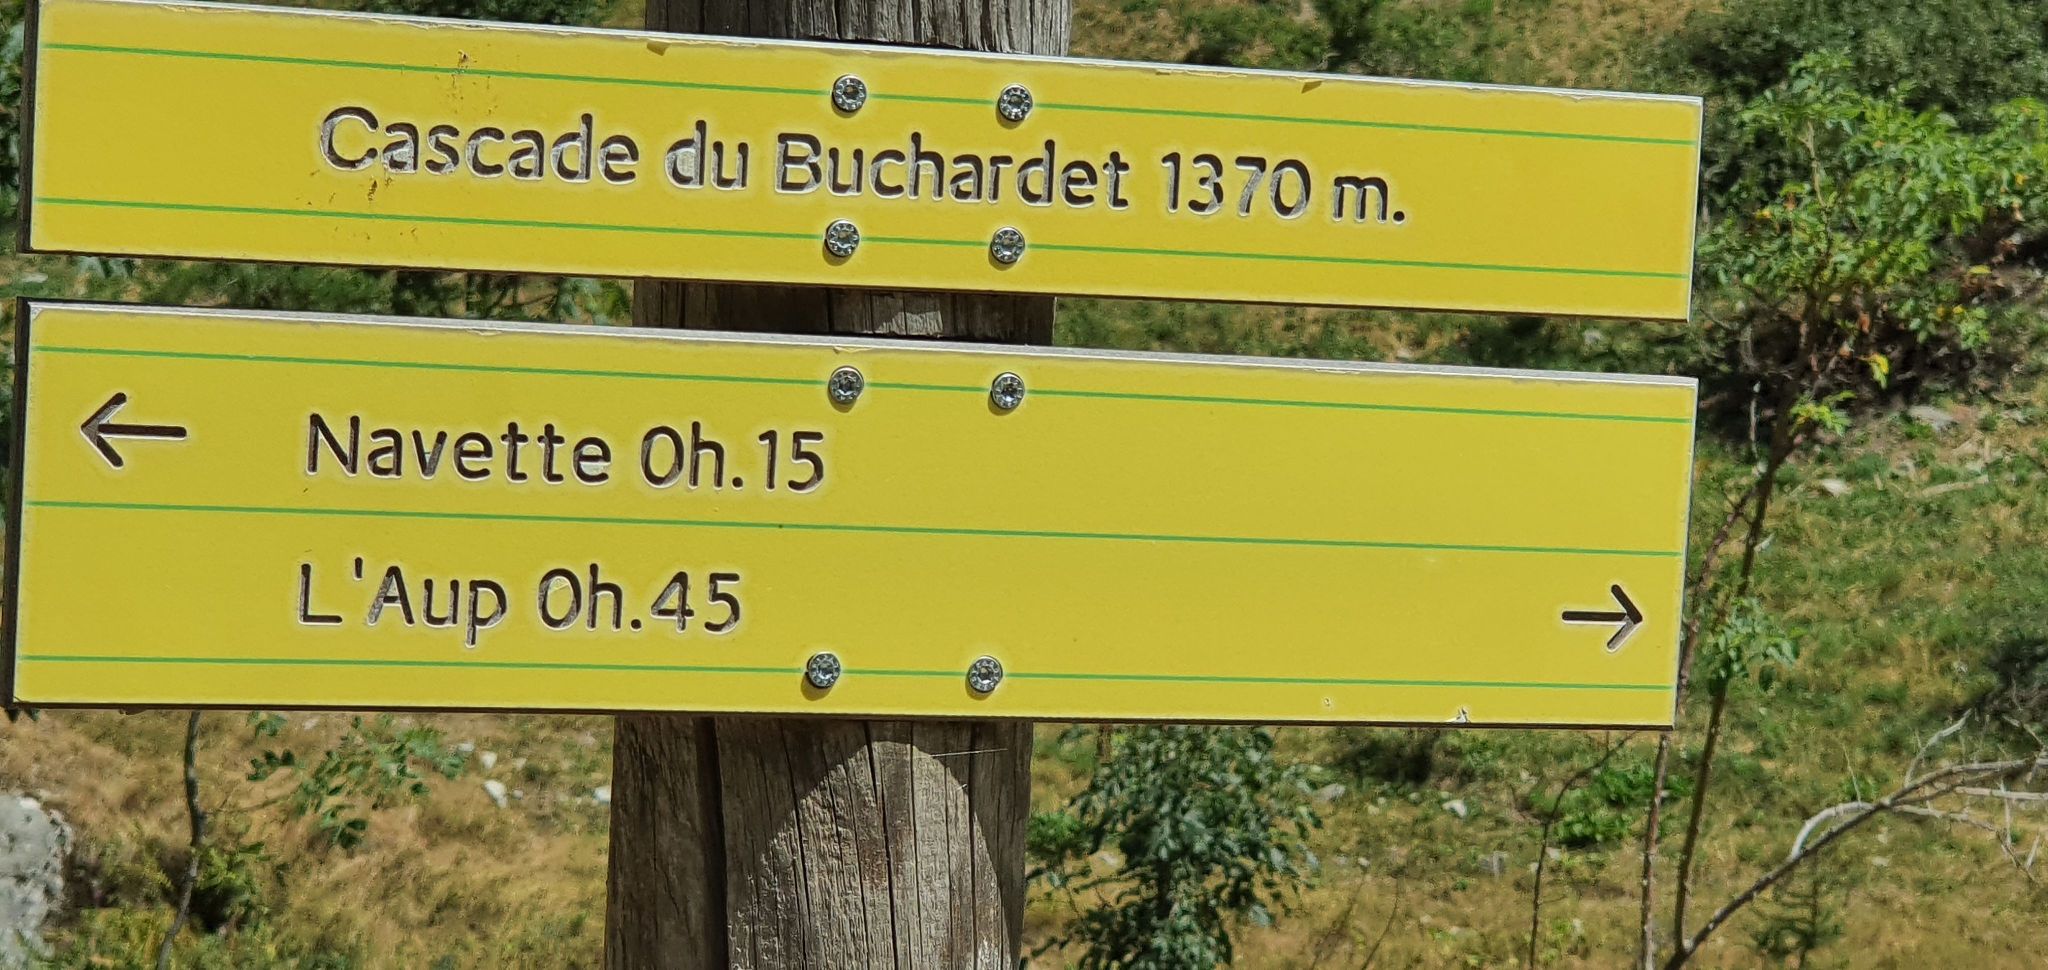 Cascade du Buchardet 1370 m.
← Navette 0h.15
L'Aup 0h.45 →